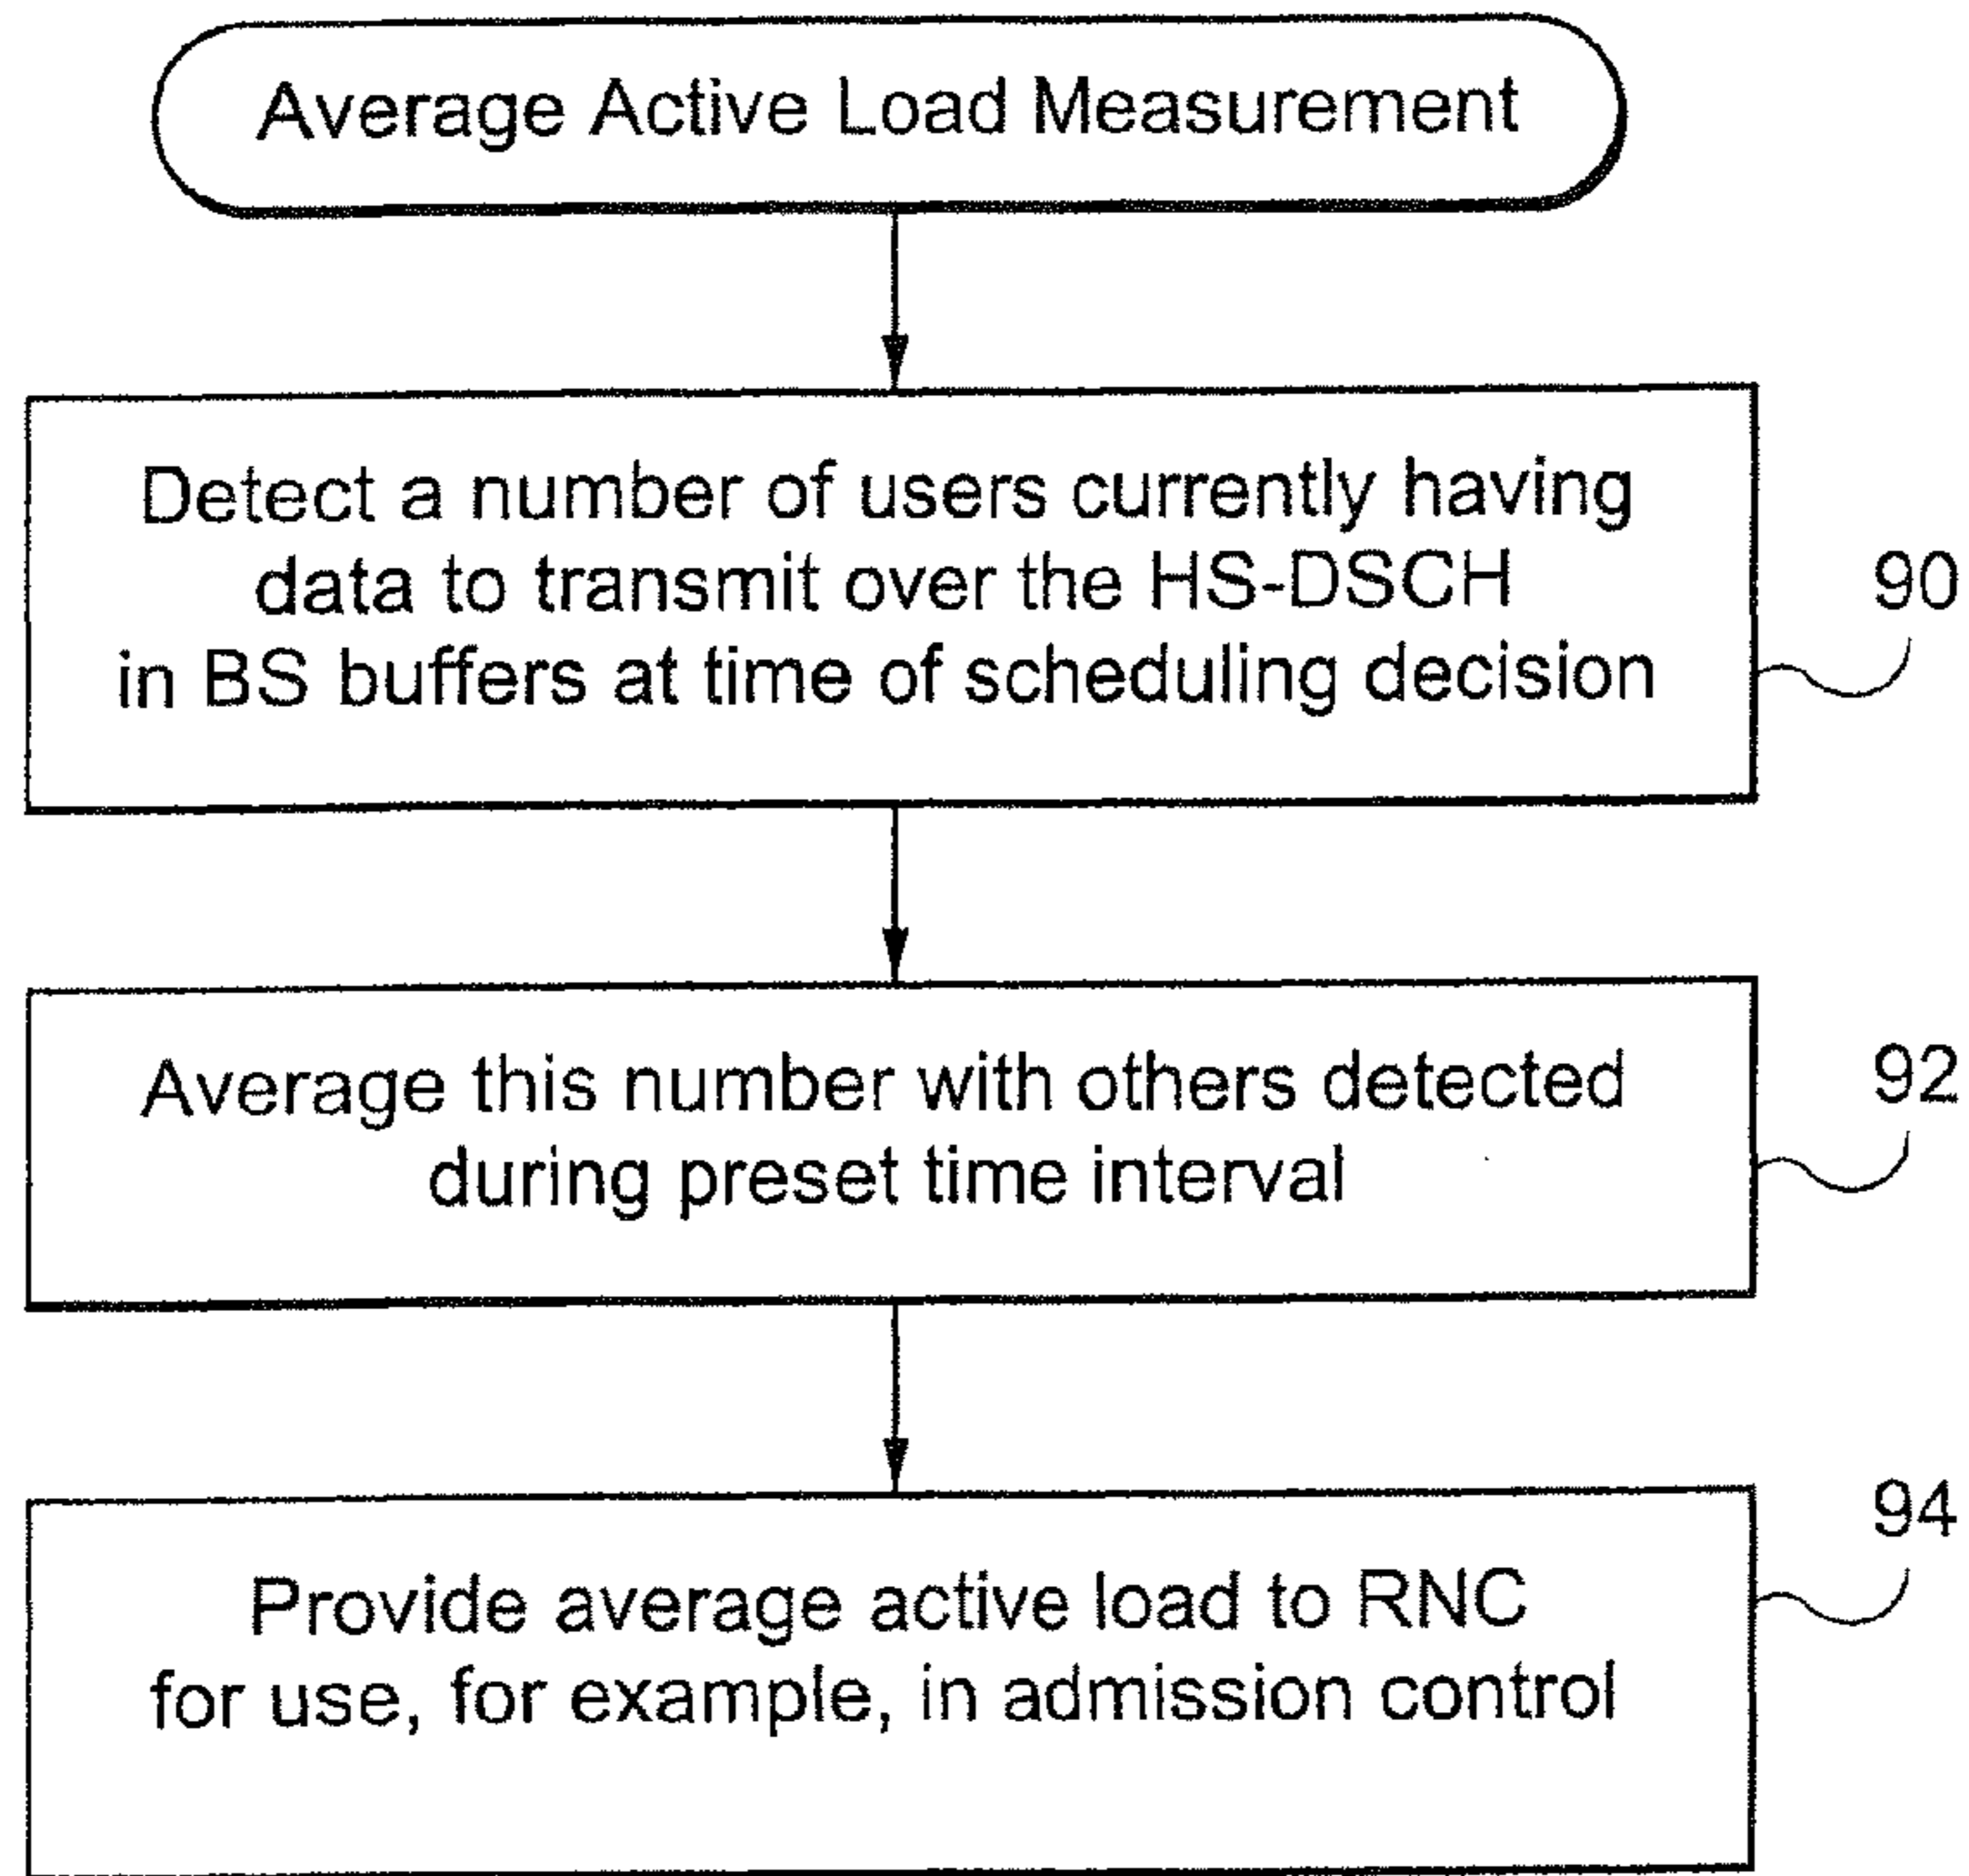 Average Active Load Measurement
Detect a number of users currently having
data to transmit over the HS-DSCH
in BS buffers at time of scheduling decision
90
Average this number with others detected
during preset time interval
92
Provide average active load to RNC
for use, for example, in admission control
94